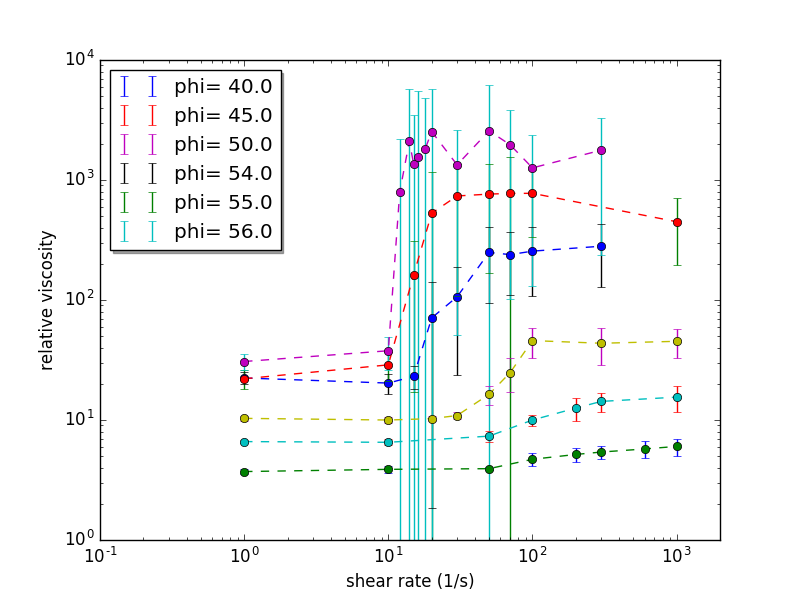 10^4
10^3
10^2
10^1
10^0
relative viscosity
phi= 40.0
phi= 45.0
phi= 50.0
phi= 54.0
phi= 55.0
phi= 56.0
10^-1
10^0
10^1
10^2
10^3
shear rate (1/s)